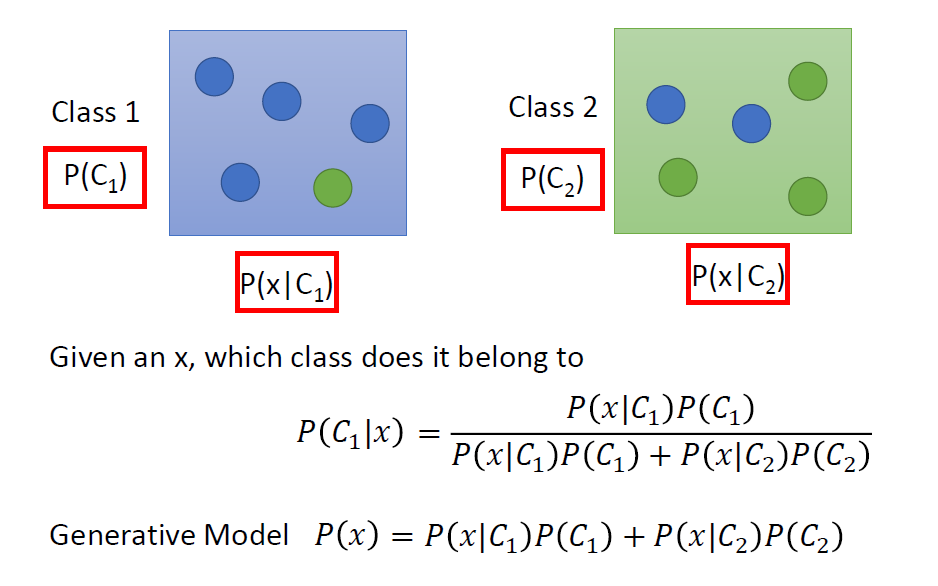 Class 1
P(C₁)
P(x|C₁)
Class 2
P(C₂)
P(x|C₂)
Given an x, which class does it belong to
P(C₁|x) = P(x|C₁)P(C₁) / P(x|C₁)P(C₁) + P(x|C₂)P(C₂)
Generative Model P(x) = P(x|C₁)P(C₁) + P(x|C₂)P(C₂)